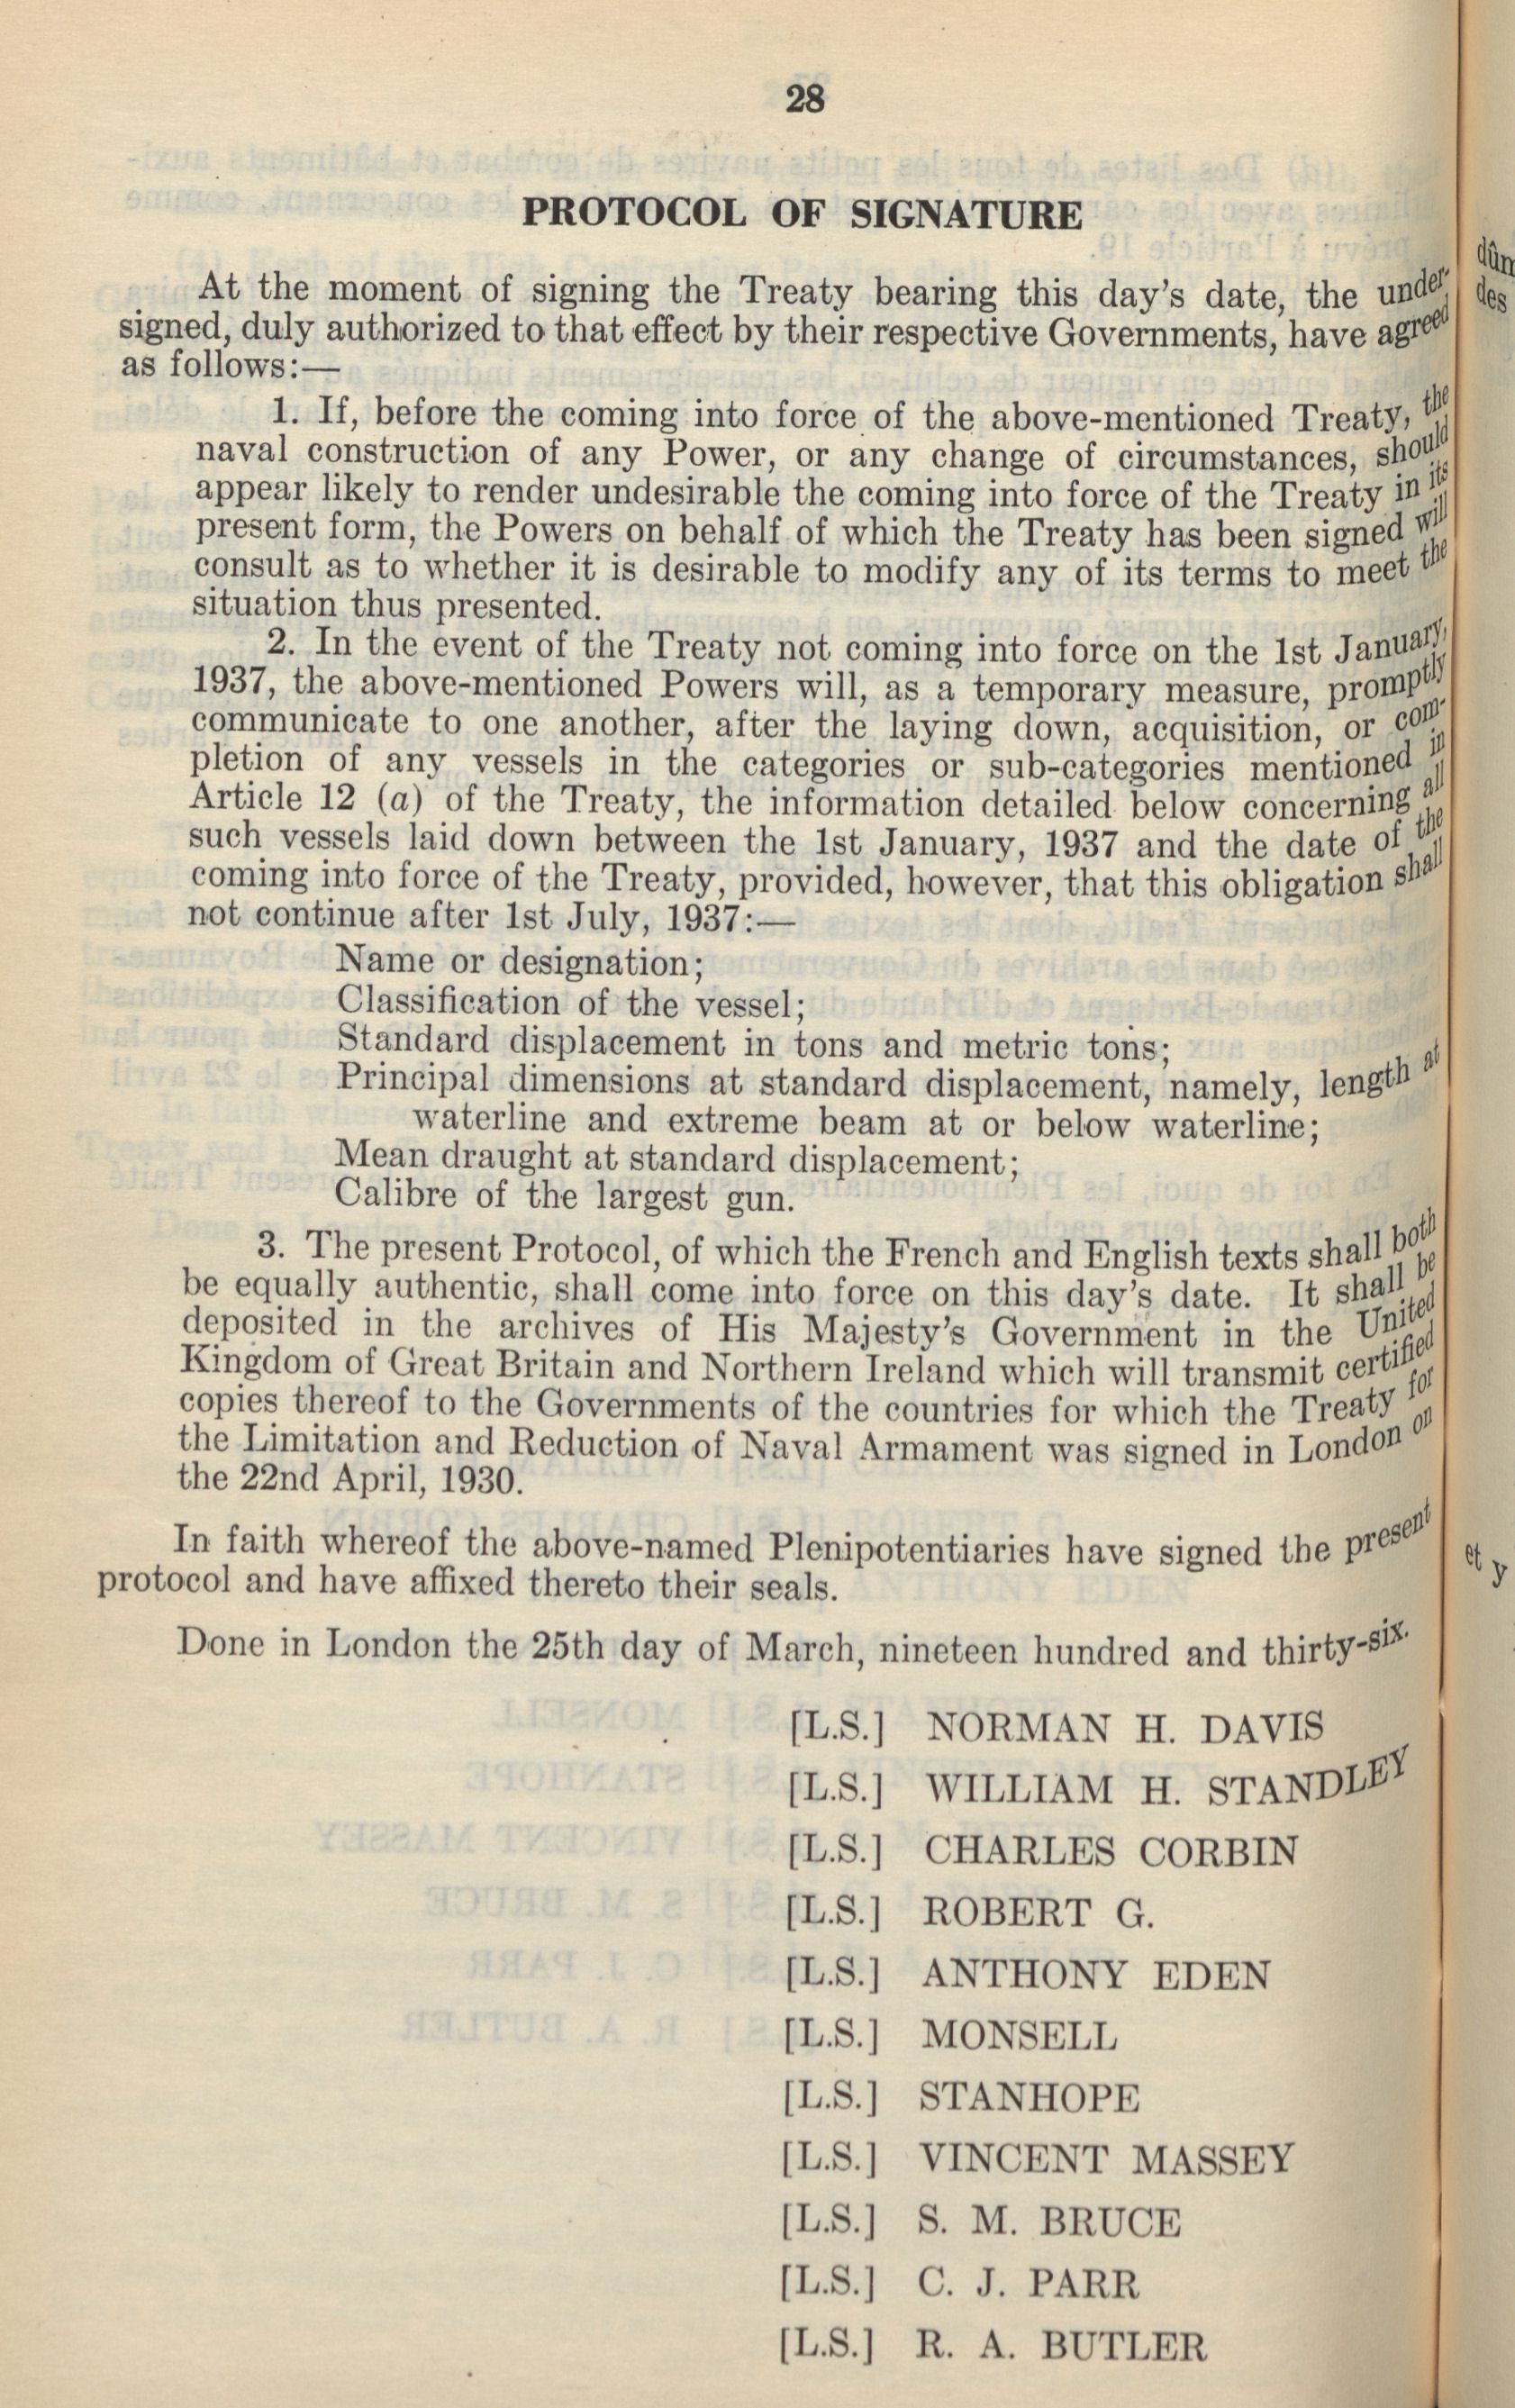 28
PROTOCOL OF SIGNATURE
At the moment of signing the Treaty bearing this day's date, the under-
signed, duly authorized to that effect by their respective Governments, have agreed
as follows:—
1. If, before the coming into force of the above-mentioned Treaty, the
naval construction of any Power, or any change of circumstances, should
appear likely to render undesirable the coming into force of the Treaty in its
present form, the Powers on behalf of which the Treaty has been signed will
consult as to whether it is desirable to modify any of its terms to meet the
situation thus presented.
2. In the event of the Treaty not coming into force on the 1st January,
1937, the above-mentioned Powers will, as a temporary measure, promptly
communicate to one another, after the laying down, acquisition, or com-
pletion of any vessels in the categories or sub-categories mentioned in
Article 12 (a) of the Treaty, the information detailed below concerning all
such vessels laid down between the 1st January, 1937 and the date of the
coming into force of the Treaty, provided, however, that this obligation shall
not continue after 1st July, 1937:—
Name or designation;
Classification of the vessel;
Standard displacement in tons and metric tons;
Principal dimensions at standard displacement, namely, length at
waterline and extreme beam at or below waterline;
Mean draught at standard displacement;
Calibre of the largest gun.
3. The present Protocol, of which the French and English texts shall both
be equally authentic, shall come into force on this day's date. It shall be
deposited in the archives of His Majesty's Government in the United
Kingdom of Great Britain and Northern Ireland which will transmit certified
copies thereof to the Governments of the countries for which the Treaty for
the Limitation and Reduction of Naval Armament was signed in London on
the 22nd April, 1930.
In faith whereof the above-named Plenipotentiaries have signed the present
protocol and have affixed thereto their seals.
Done in London the 25th day of March, nineteen hundred and thirty-six.
[L.S.] NORMAN H. DAVIS
[L.S.] WILLIAM H. STANDLEY
[L.S.] CHARLES CORBIN
[L.S.] ROBERT G.
[L.S.] ANTHONY EDEN
[L.S.] MONSELL
[L.S.] STANHOPE
[L.S.] VINCENT MASSEY
[L.S.] S. M. BRUCE
[L.S.] C. J. PARR
[L.S.] R. A. BUTLER
des
et y